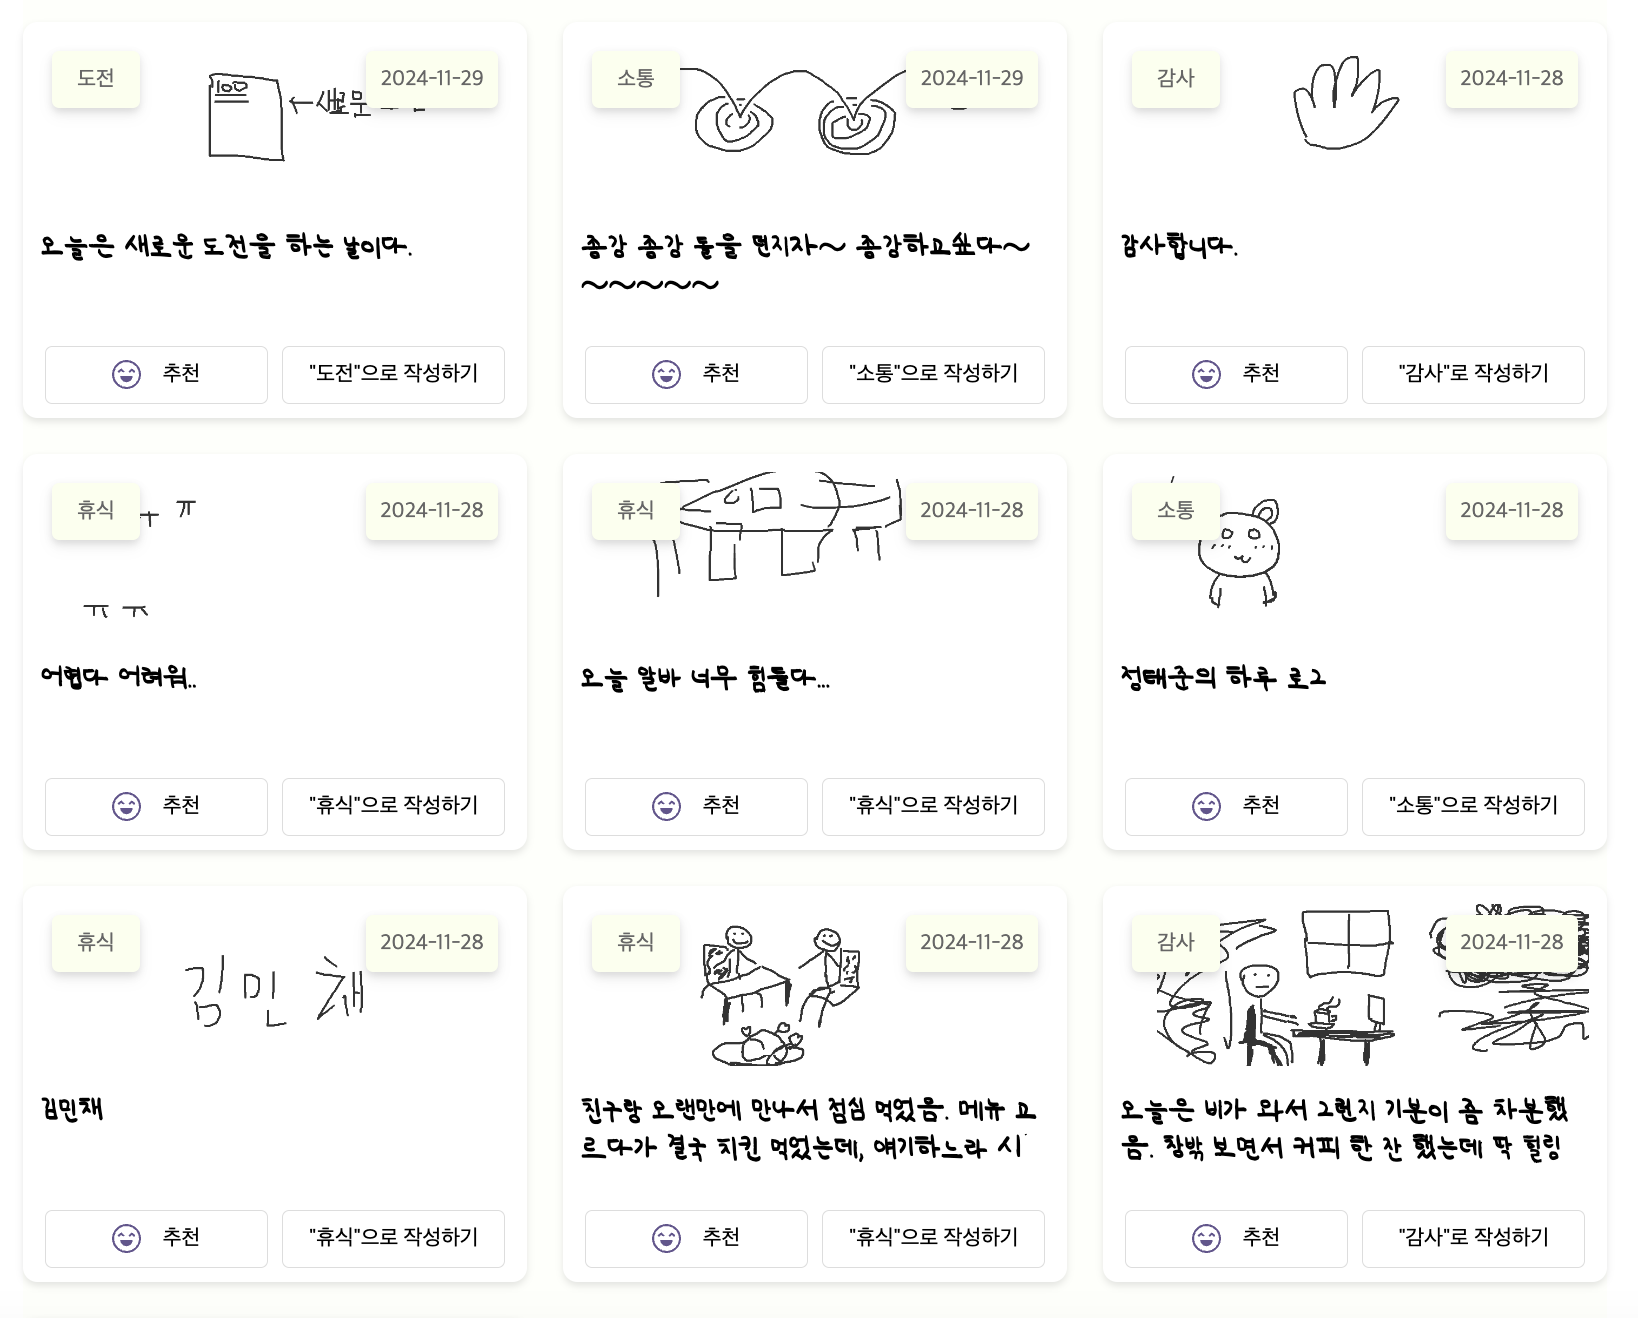 도전
2024-11-29
100
←새로운
오늘은 새로운 도전을 하는 날이다.
추천
"도전"으로 작성하기
소통
2024-11-29
종강 종강 돌을 던지자~ 종강하고싶다~
~~~~~
추천
"소통"으로 작성하기
감사
2024-11-28
감사합니다.
추천
"감사"로 작성하기
휴식
2024-11-28
ㅠ
ㅠㅠ
어렵다 어려워..
추천
"휴식"으로 작성하기
휴식
2024-11-28
오늘 알바 너무 힘들다...
추천
"휴식"으로 작성하기
소통
2024-11-28
정태준의 하루 로그
추천
"소통"으로 작성하기
휴식
2024-11-28
김민채
김민채
추천
"휴식"으로 작성하기
휴식
2024-11-28
친구랑 오랜만에 만나서 점심 먹었음. 메뉴 고
르다가 결국 치킨 먹었는데, 얘기하느라 시
추천
"휴식"으로 작성하기
감사
2024-11-28
오늘은 비가 와서 그런지 기분이 좀 차분했
음. 창밖 보면서 커피 한 잔 했는데 딱 힐링
추천
"감사"로 작성하기